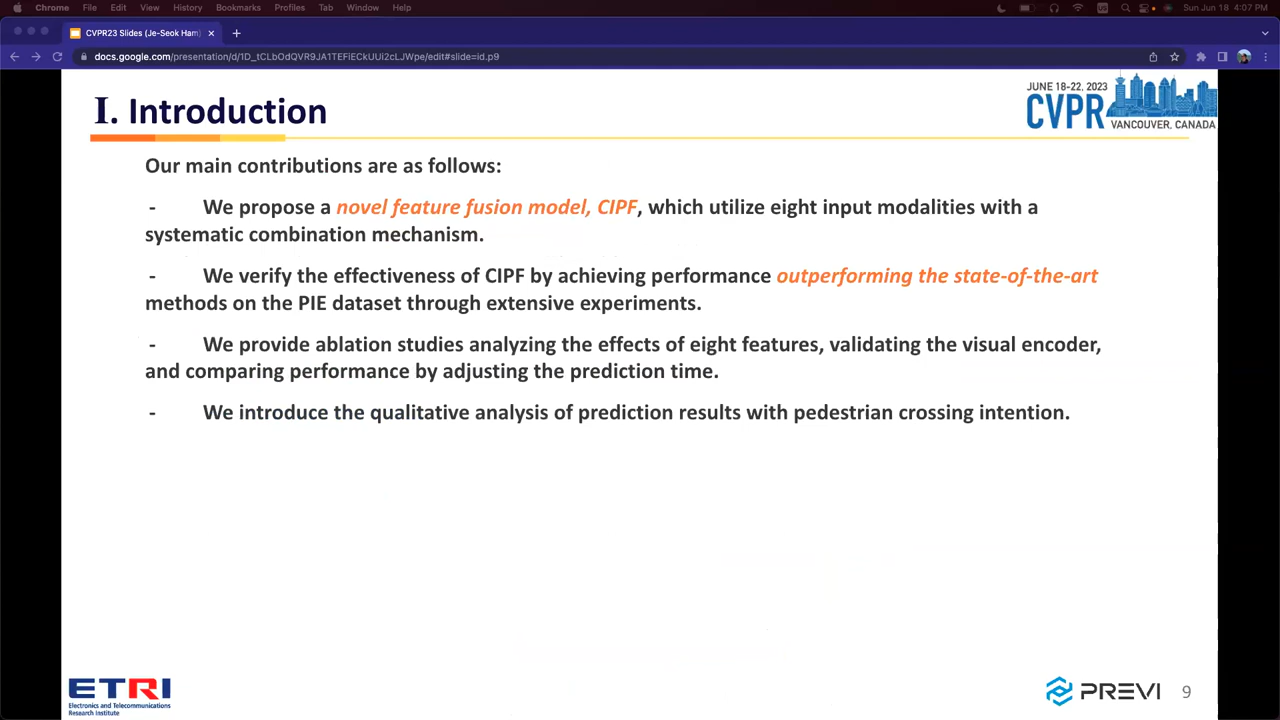 Chrome File Edit View History Bookmarks Profiles Tab Window Help Sun Jun 18 4:07 PM
CVPR23 Slides (Je-Seok Ham)
docs.google.com/presentation/d/1D_tCLbOdQVR9JA1TEFiECkUUi2cLJWpe/edit#slide=id.p9
I. Introduction
JUNE 18-22, 2023
CVPR VANCOUVER, CANADA
Our main contributions are as follows:
- We propose a novel feature fusion model, CIPF, which utilize eight input modalities with a
systematic combination mechanism.
- We verify the effectiveness of CIPF by achieving performance outperforming the state-of-the-art
methods on the PIE dataset through extensive experiments.
- We provide ablation studies analyzing the effects of eight features, validating the visual encoder,
and comparing performance by adjusting the prediction time.
- We introduce the qualitative analysis of prediction results with pedestrian crossing intention.
ETRI
Electronics and Telecommunications
Research Institute
PREVI 9